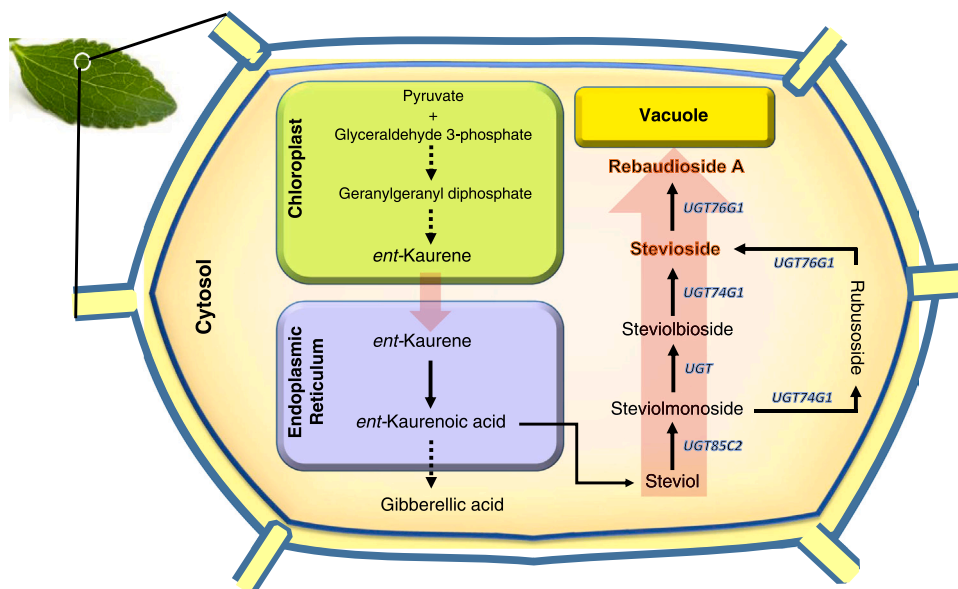 Cytosol
Chloroplast
Pyruvate
+
Glyceraldehyde 3-phosphate
Geranylgeranyl diphosphate
ent-Kaurene
Endoplasmic
Reticulum
ent-Kaurene
ent-Kaurenoic acid
Gibberellic acid
Vacuole
Rebaudioside A
UGT76G1
Stevioside
UGT76G1
UGT74G1
Steviolbioside
Rubusoside
UGT
Steviolmonoside
UGT74G1
UGT85C2
Steviol